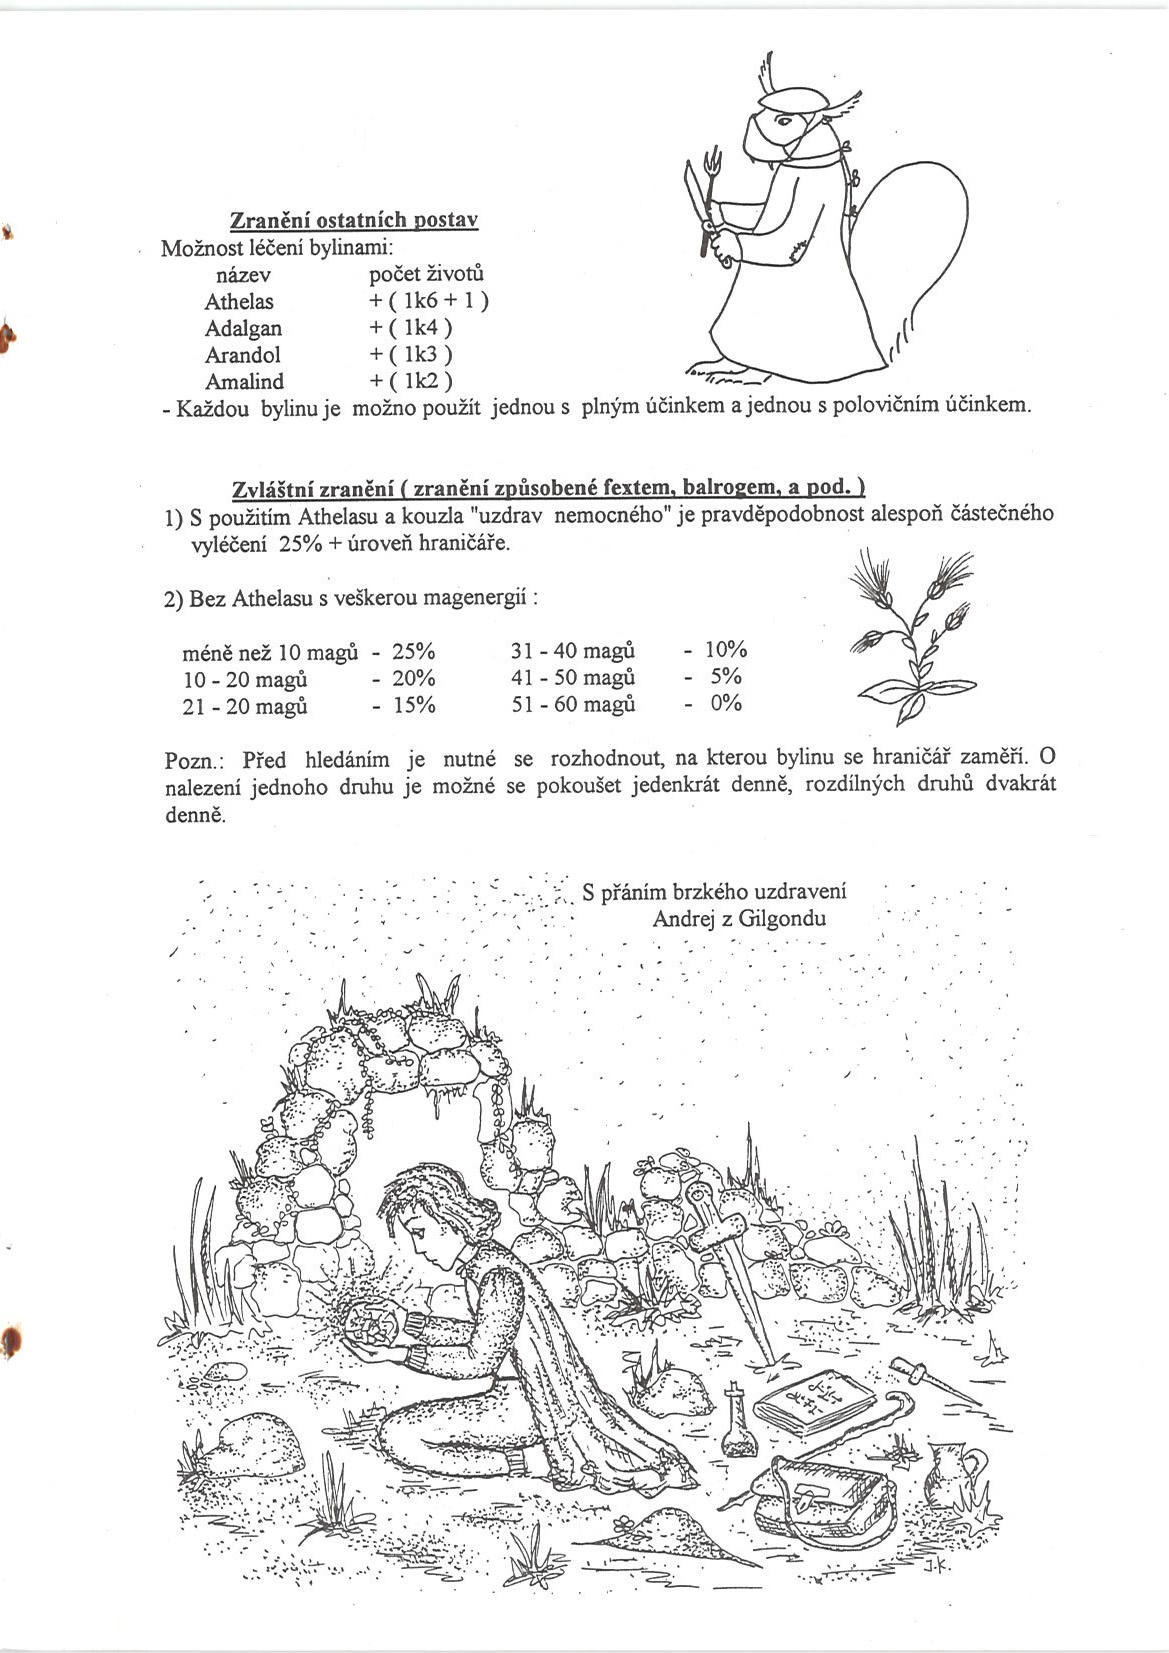 Zranění ostatních postav
Možnost léčení bylinami:
název počet životů
Athelas + ( 1k6 + 1 )
Adalgan + ( 1k4 )
Arandol + ( 1k3 )
Amalind + ( 1k2 )
- Každou bylinu je možno použít jednou s plným účinkem a jednou s polovičním účinkem.
Zvláštní zranění ( zranění způsobené fextem, balrogem, a pod. )
1) S použitím Athelasu a kouzla "uzdrav nemocného" je pravděpodobnost alespoň částečného
vyléčení 25% + úroveň hraničáře.
2) Bez Athelasu s veškerou magenergií :
méně než 10 magů - 25% 31 - 40 magů - 10%
10 - 20 magů - 20% 41 - 50 magů - 5%
21 - 20 magů - 15% 51 - 60 magů - 0%
Pozn.: Před hledáním je nutné se rozhodnout, na kterou bylinu se hraničář zaměří. O
nalezení jednoho druhu je možné se pokoušet jedenkrát denně, rozdílných druhů dvakrát
denně.
S přáním brzkého uzdravení
Andrej z Gilgondu
J.K.